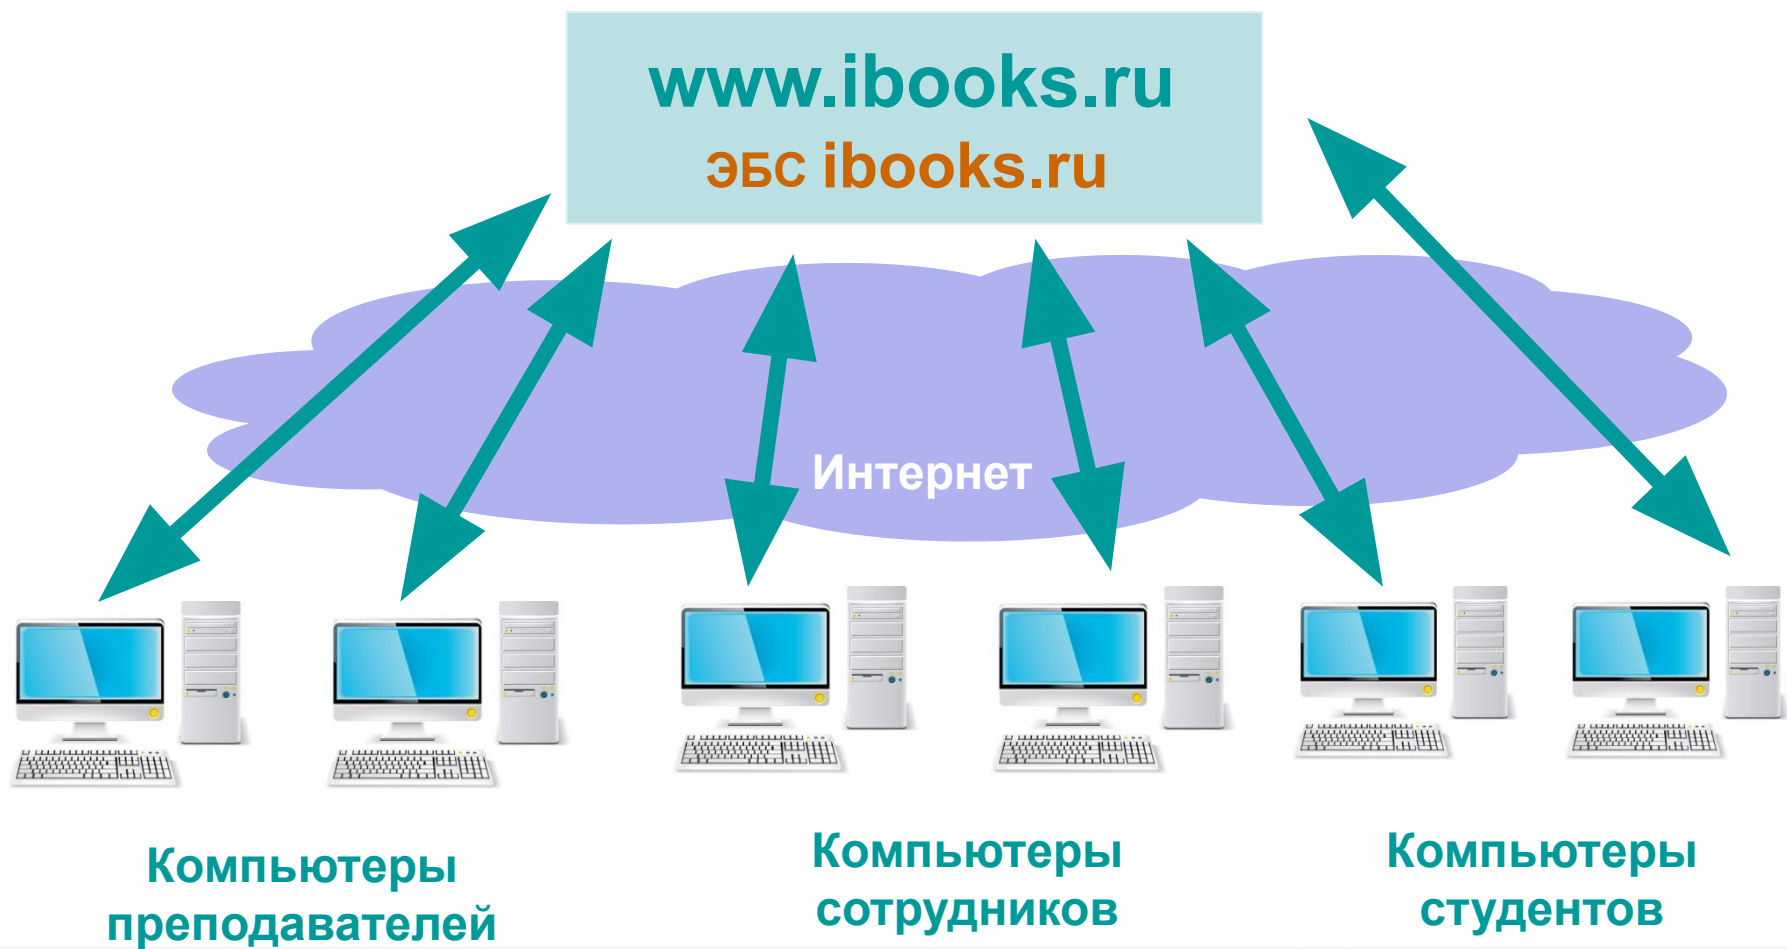 www.ibooks.ru
ЭБС ibooks.ru
Интернет
Компьютеры
преподавателей
Компьютеры
сотрудников
Компьютеры
студентов